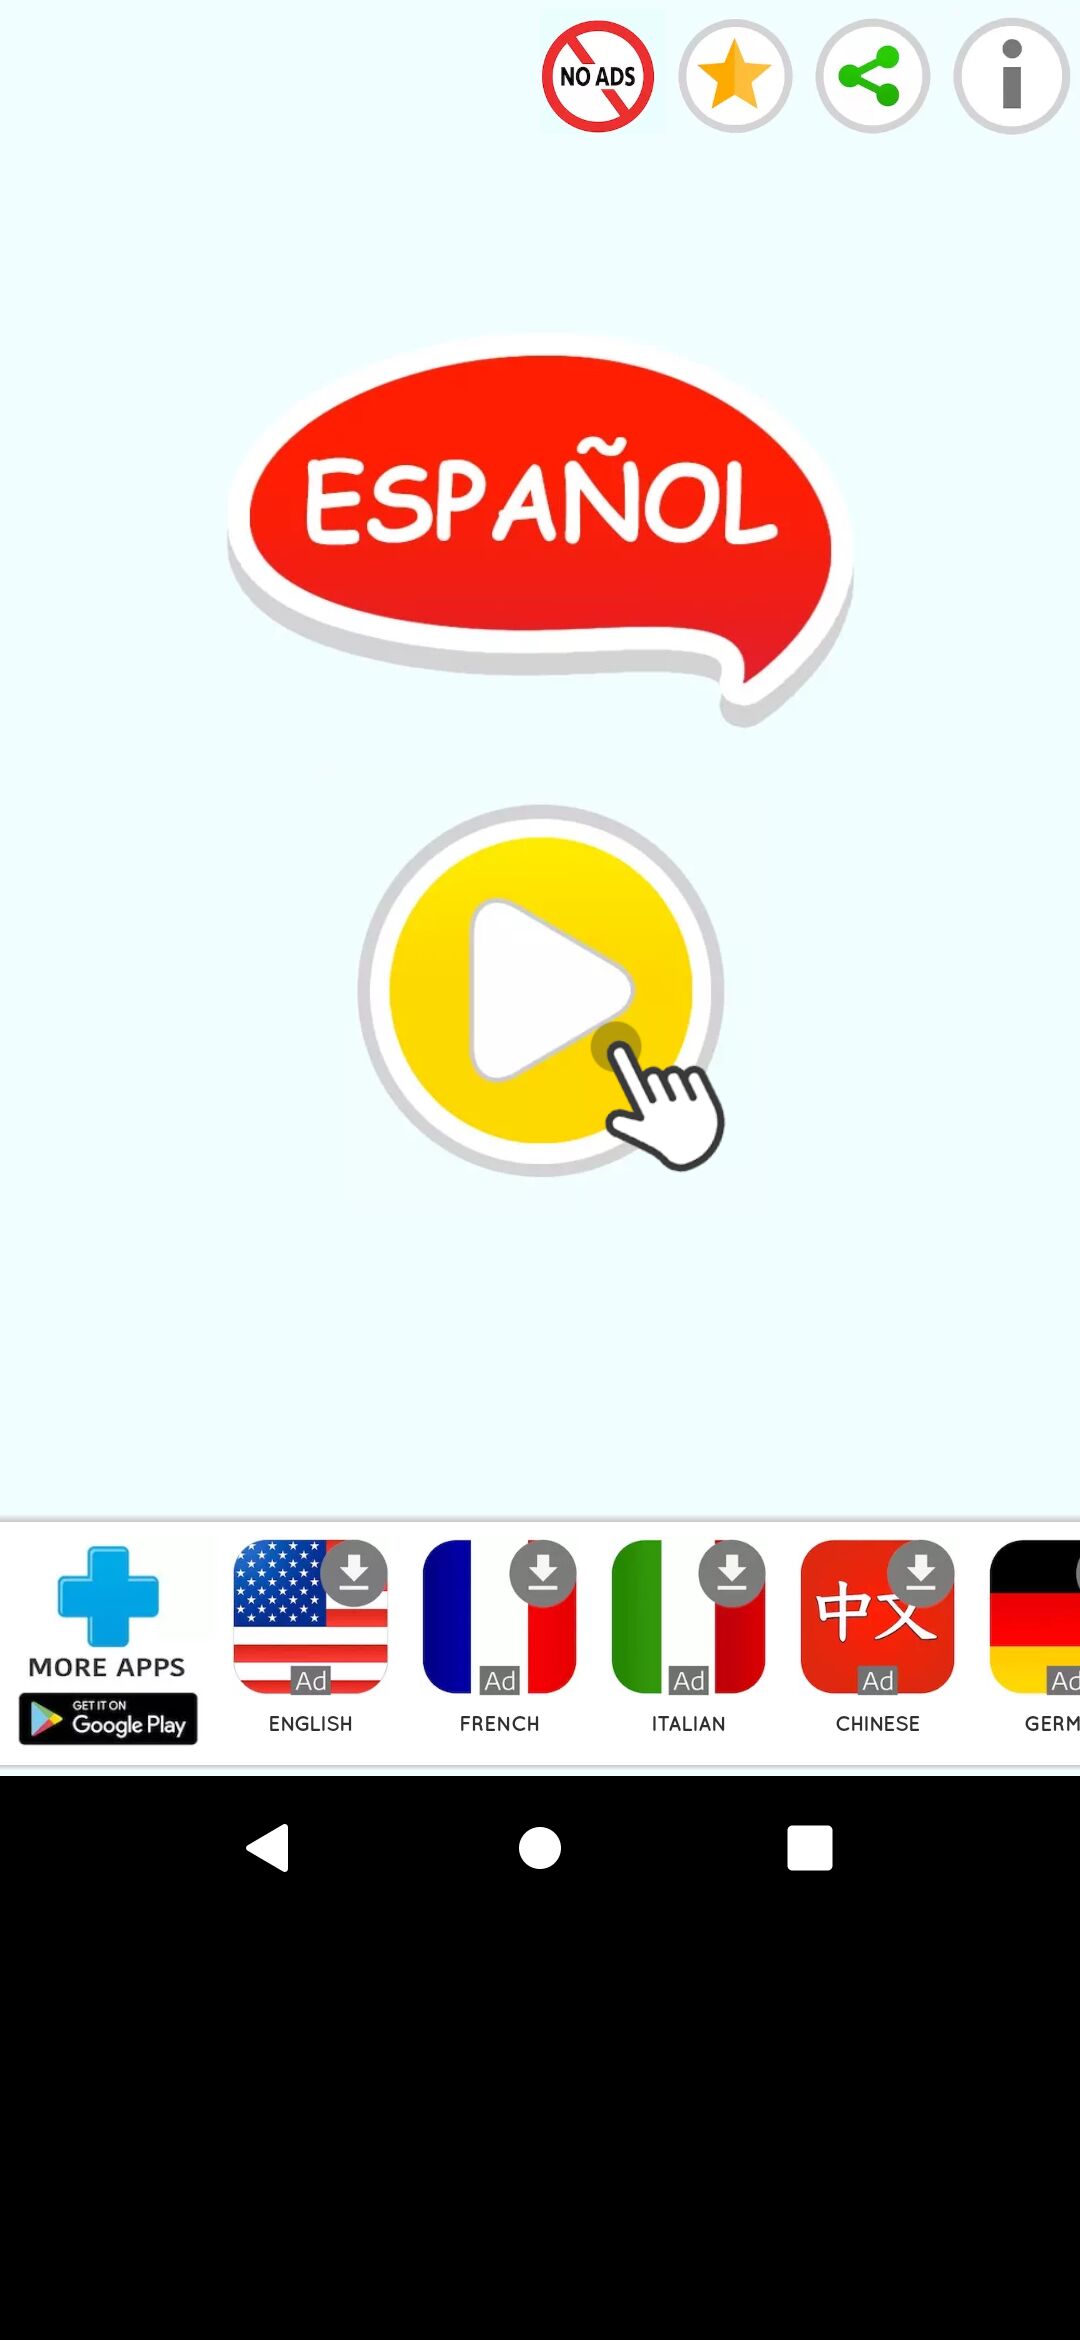 NO ADS
ESPAÑOL
MORE APPS
GET IT ON
Google Play
Ad
ENGLISH
Ad
FRENCH
Ad
ITALIAN
中文
Ad
CHINESE
Ad
GERM